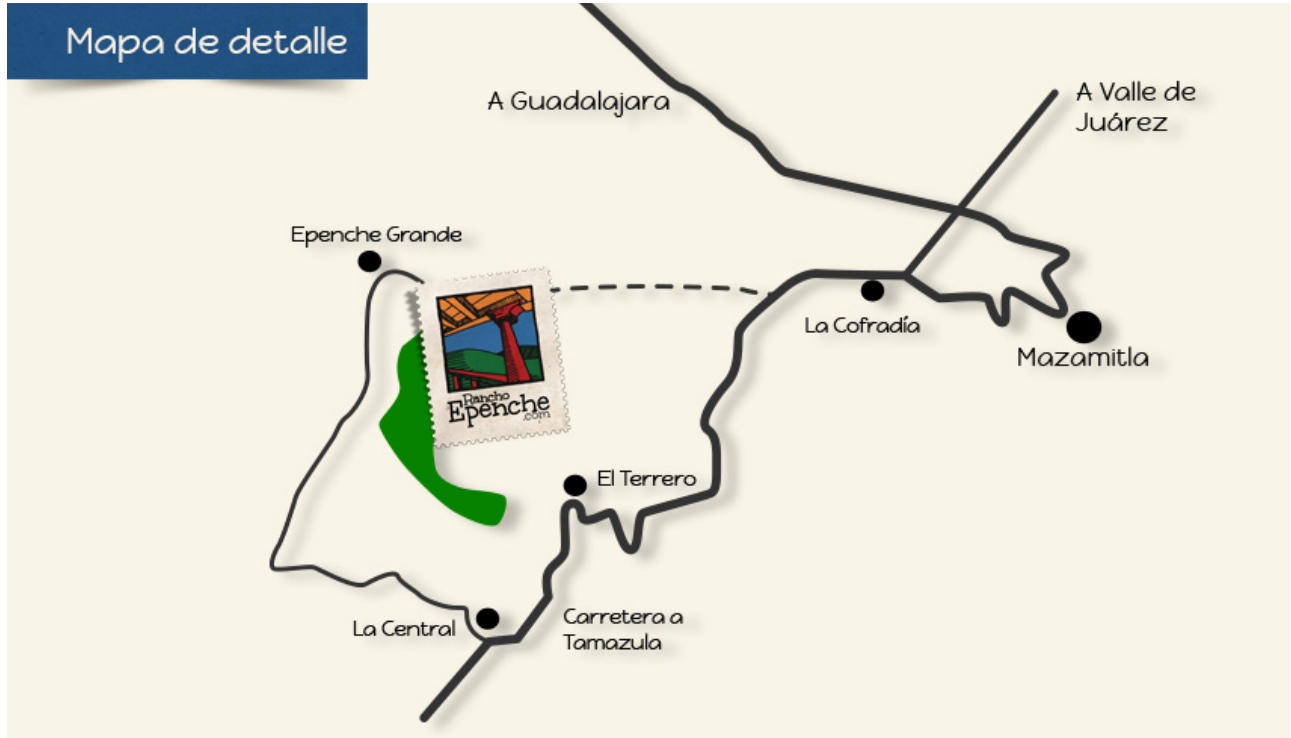 Mapa de detalle
A Guadalajara
A Valle de
Juárez
Epenche Grande
La Cofradía
Mazamitla
Rancho
Epenche
.com
El Terrero
Carretera a
Tamazula
La Central